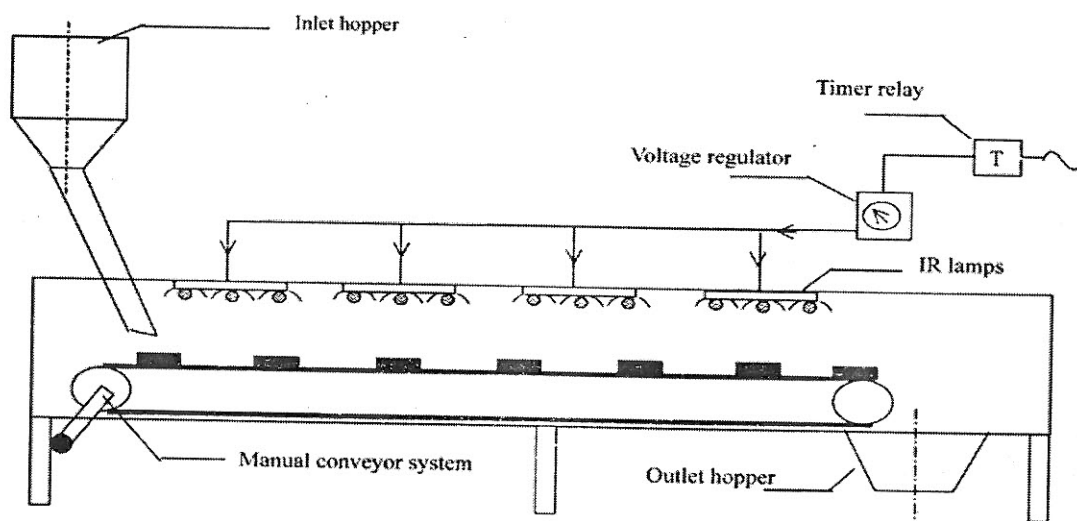 Inlet hopper
Timer relay
Voltage regulator
T
IR lamps
Manual conveyor system
Outlet hopper